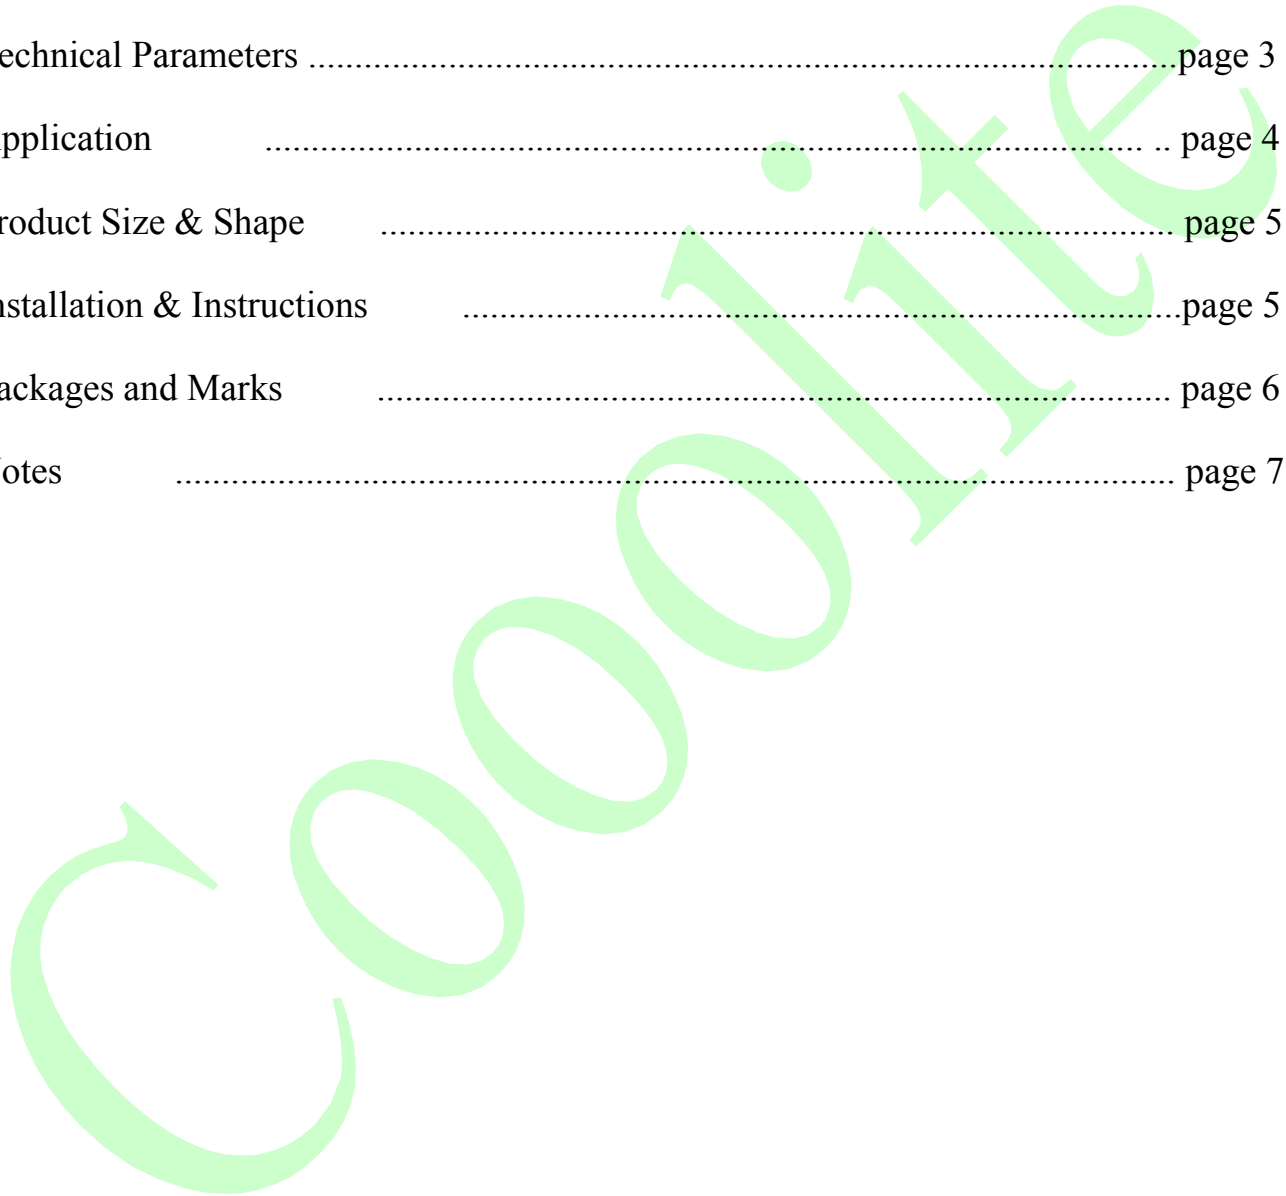 echnical Parameters ..........................................................................................page 3
pplication ........................................................................................... .. page 4
roduct Size & Shape .................................................................................. page 5
nstallation & Instructions ..........................................................................page 5
ackages and Marks .................................................................................. page 6
otes ....................................................................................................... page 7
Cooolite